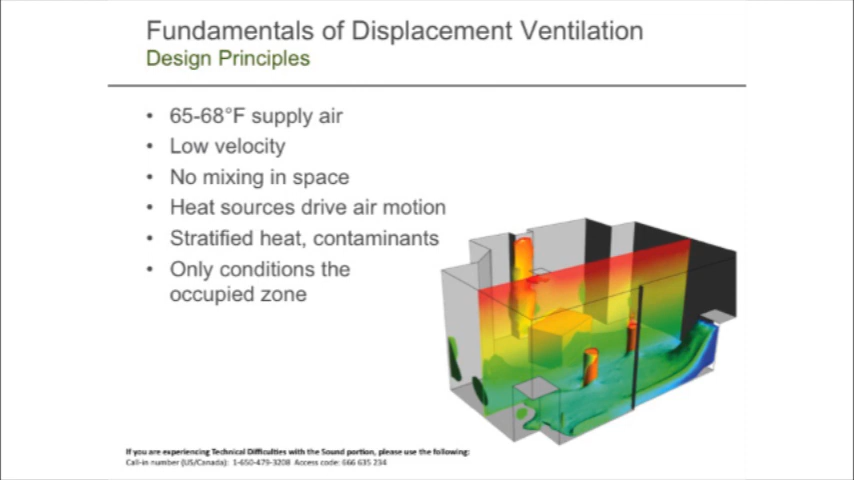 Fundamentals of Displacement Ventilation
Design Principles
• 65-68°F supply air
• Low velocity
• No mixing in space
• Heat sources drive air motion
• Stratified heat, contaminants
• Only conditions the
occupied zone
If you are experiencing Technical Difficulties with the Sound portion, please use the following:
Call-in number (US/Canada): 1-650-479-3208 Access code: 666 635 234